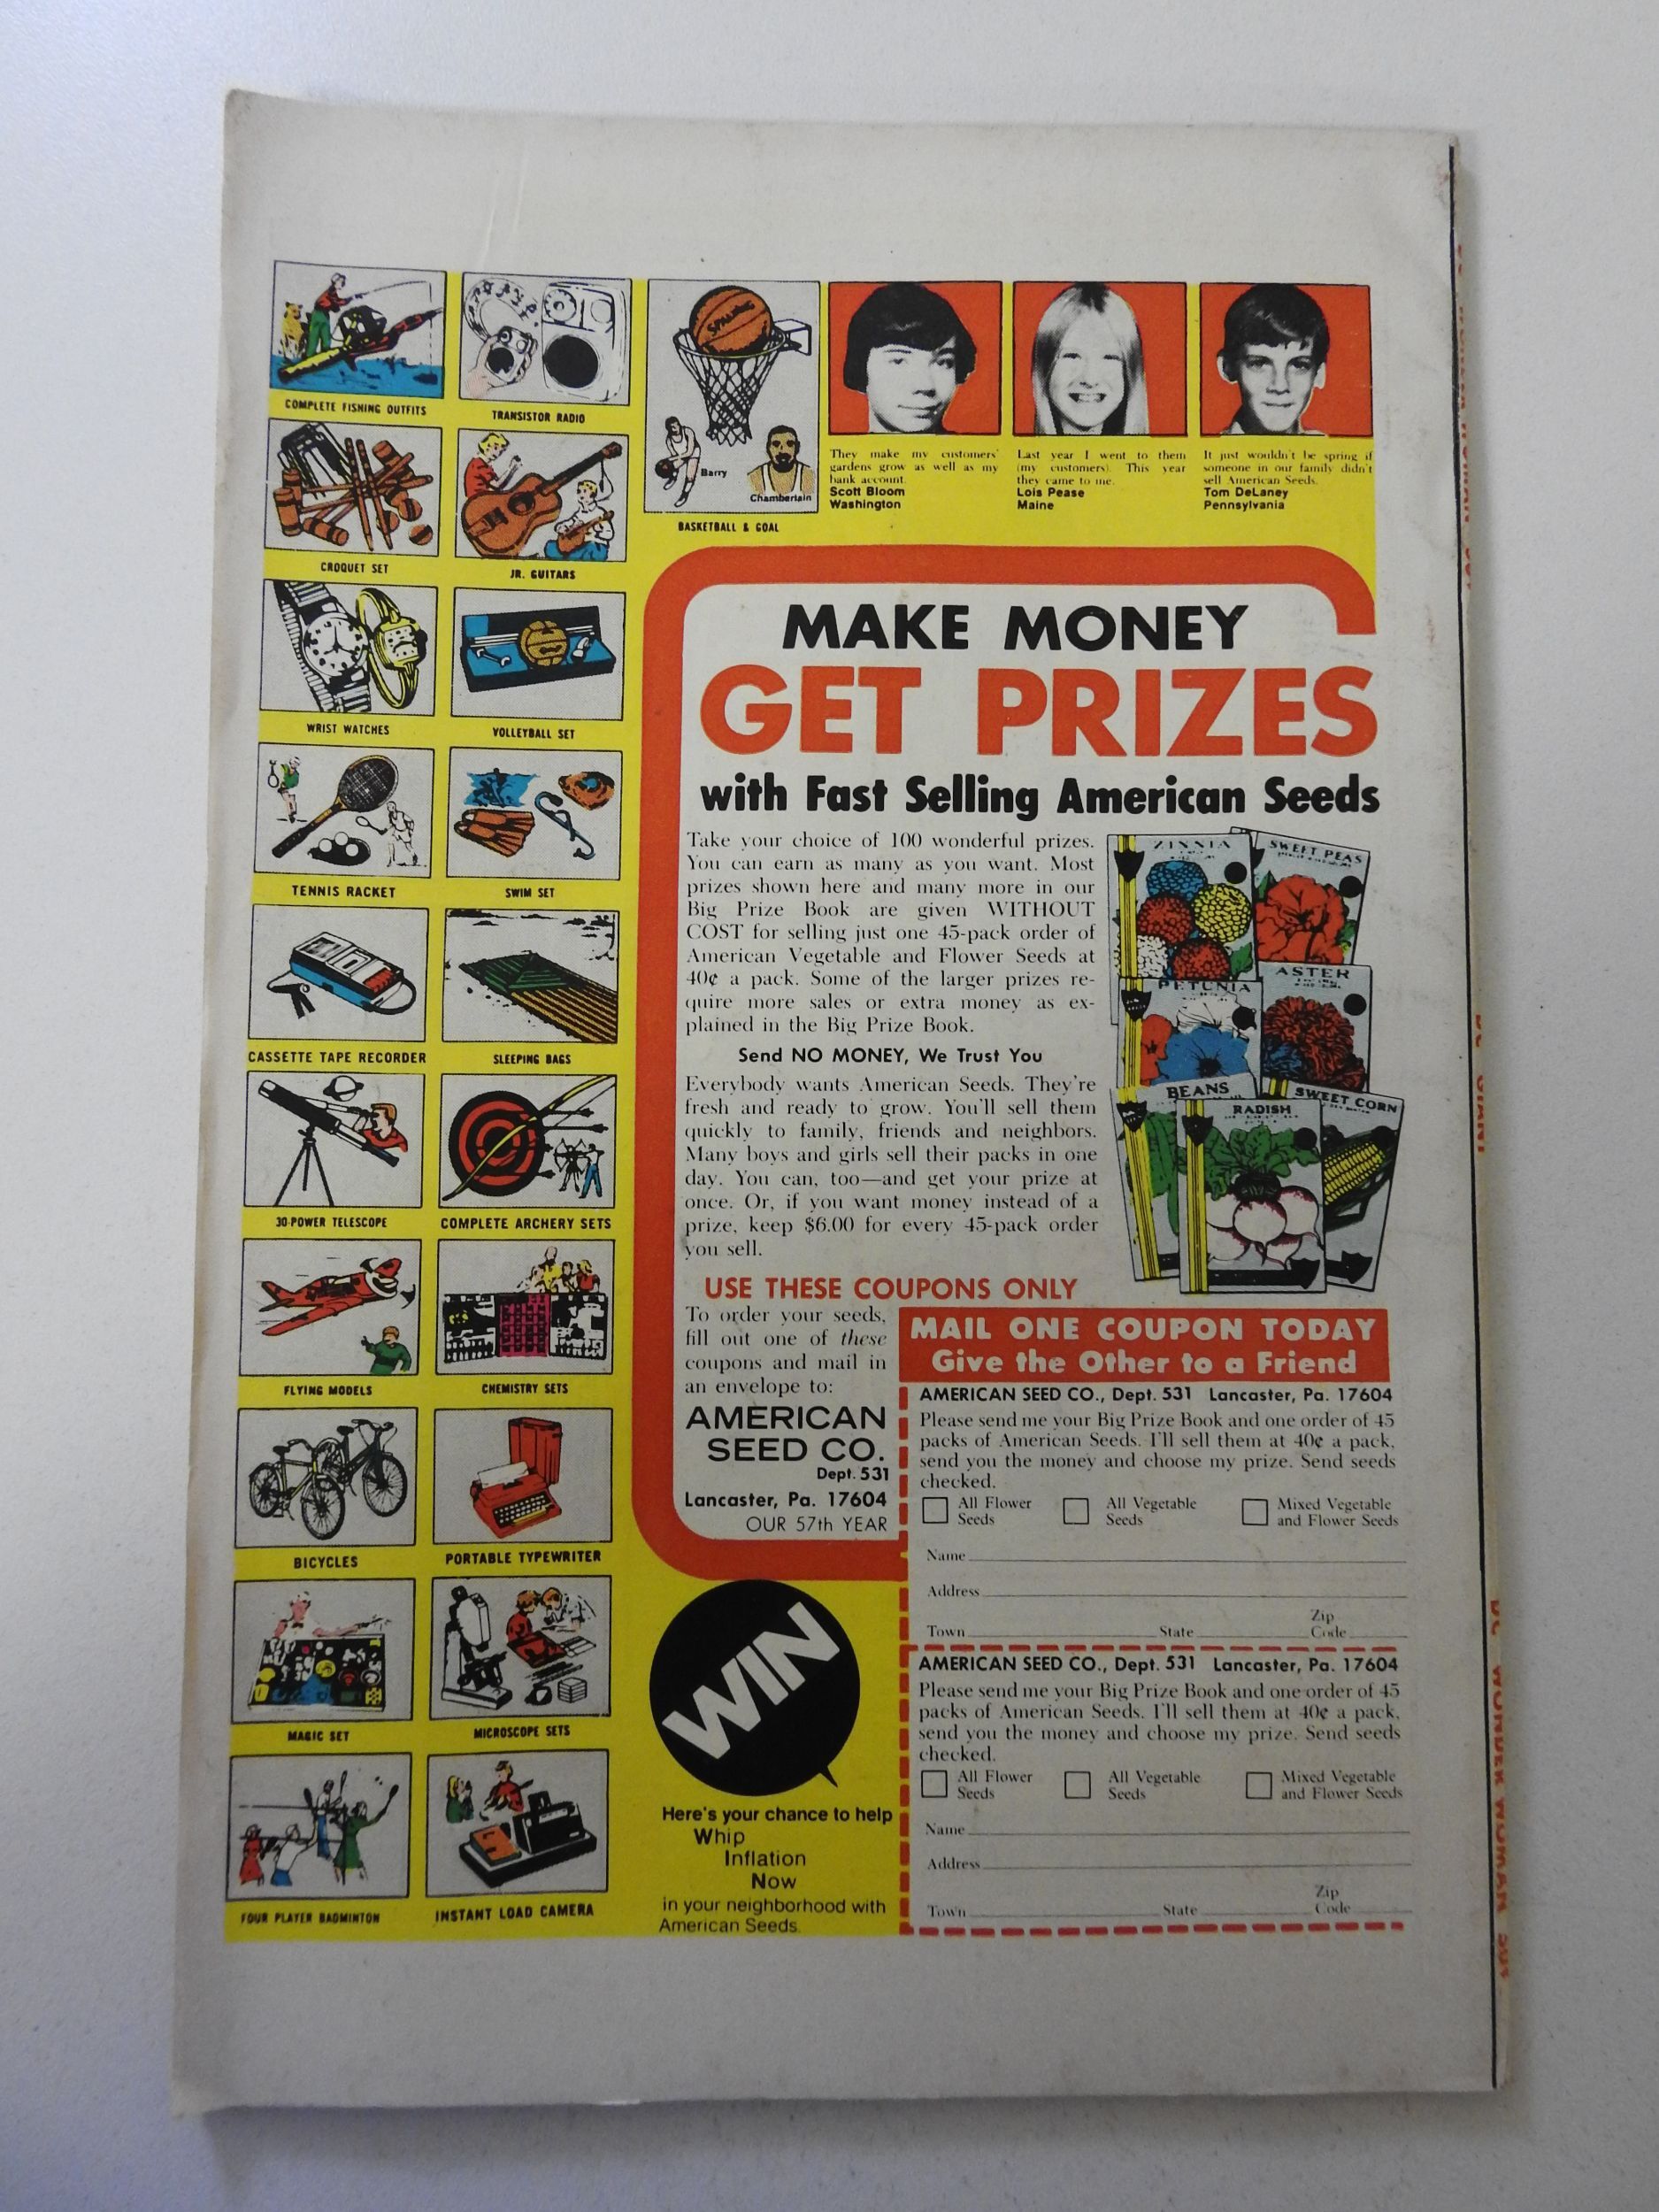 COMPLETE FISHING OUTFITS
TRANSISTOR RADIO
SPALDING
Barry
Chamberlain
BASKETBALL & GOAL
They make my customers'
gardens grow as well as my
bank account.
Scott Bloom
Washington
Last year I went to them
(my customers). This year
they came to me.
Lois Pease
Maine
It just wouldn't be spring if
someone in our family didn't
sell American Seeds.
Tom DeLaney
Pennsylvania
CROQUET SET
JR. GUITARS
WRIST WATCHES
VOLLEYBALL SET
TENNIS RACKET
SWIM SET
CASSETTE TAPE RECORDER
SLEEPING BAGS
30-POWER TELESCOPE
COMPLETE ARCHERY SETS
FLYING MODELS
CHEMISTRY SETS
BICYCLES
PORTABLE TYPEWRITER
MAGIC SET
MICROSCOPE SETS
FOUR PLAYER BADMINTON
INSTANT LOAD CAMERA
MAKE MONEY
GET PRIZES
with Fast Selling American Seeds
Take your choice of 100 wonderful prizes.
You can earn as many as you want. Most
prizes shown here and many more in our
Big Prize Book are given WITHOUT
COST for selling just one 45-pack order of
American Vegetable and Flower Seeds at
40¢ a pack. Some of the larger prizes re-
quire more sales or extra money as ex-
plained in the Big Prize Book.
Send NO MONEY, We Trust You
Everybody wants American Seeds. They're
fresh and ready to grow. You'll sell them
quickly to family, friends and neighbors.
Many boys and girls sell their packs in one
day. You can, too—and get your prize at
once. Or, if you want money instead of a
prize, keep $6.00 for every 45-pack order
you sell.
ZINNIA
SWEET PEAS
PETUNIA
ASTER
BEANS
RADISH
SWEET CORN
USE THESE COUPONS ONLY
To order your seeds,
fill out one of these
coupons and mail in
an envelope to:
AMERICAN
SEED CO.
Dept. 531
Lancaster, Pa. 17604
OUR 57th YEAR
MAIL ONE COUPON TODAY
Give the Other to a Friend
AMERICAN SEED CO., Dept. 531 Lancaster, Pa. 17604
Please send me your Big Prize Book and one order of 45
packs of American Seeds. I'll sell them at 40¢ a pack,
send you the money and choose my prize. Send seeds
checked.
All Flower Seeds
All Vegetable Seeds
Mixed Vegetable and Flower Seeds
Name
Address
Town State Zip Code
AMERICAN SEED CO., Dept. 531 Lancaster, Pa. 17604
Please send me your Big Prize Book and one order of 45
packs of American Seeds. I'll sell them at 40¢ a pack,
send you the money and choose my prize. Send seeds
checked.
All Flower Seeds
All Vegetable Seeds
Mixed Vegetable and Flower Seeds
Name
Address
Town State Zip Code
WIN
Here's your chance to help
Whip
Inflation
Now
in your neighborhood with
American Seeds.